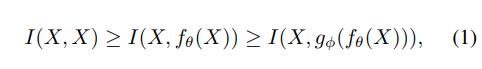 I(X, X) ≥ I(X, f_θ(X)) ≥ I(X, g_ϕ(f_θ(X))),   (1)